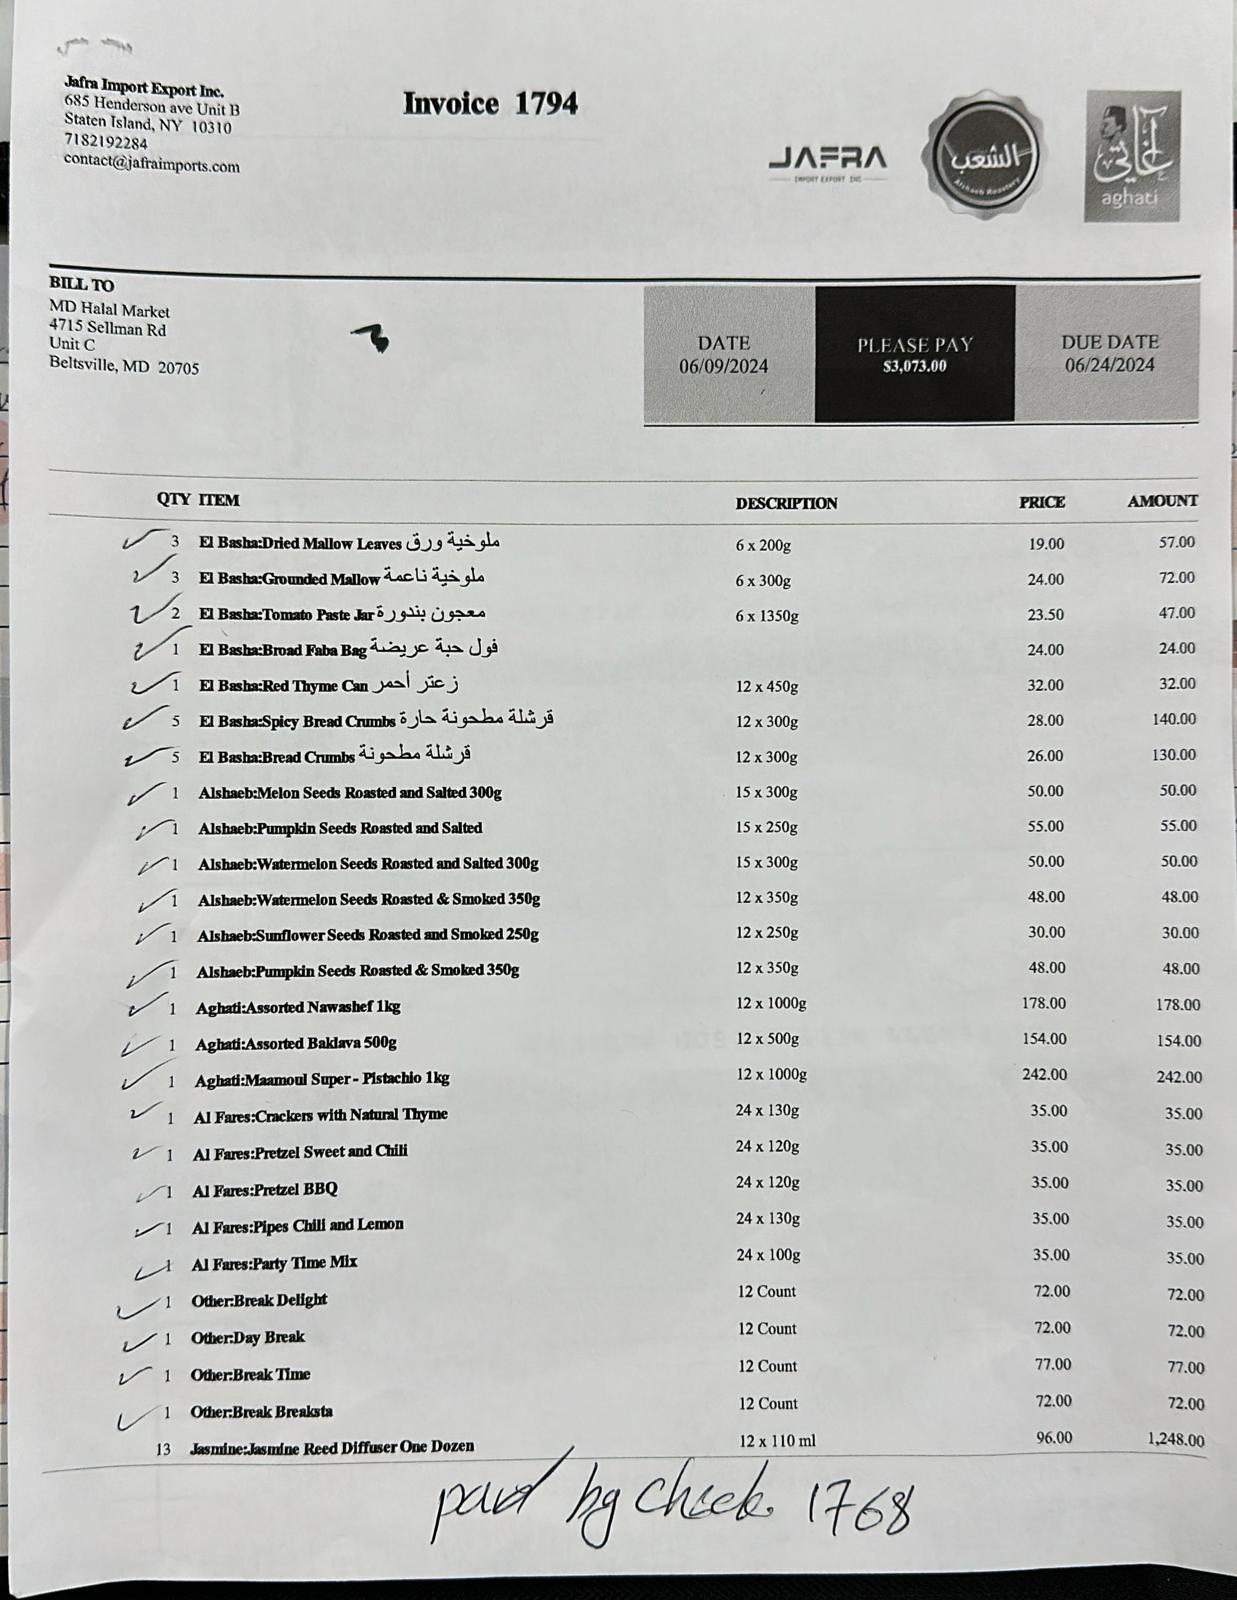 Jafra Import Export Inc.
685 Henderson ave Unit B
Staten Island, NY 10310
7182192284
contact@jafraimports.com
Invoice 1794
JAFRA
IMPORT EXPORT INC
الشعب
Alshaeb Roastery
أغاتي
aghati
BILL TO
MD Halal Market
4715 Sellman Rd
Unit C
Beltsville, MD 20705
DATE
06/09/2024
PLEASE PAY
$3,073.00
DUE DATE
06/24/2024
QTY ITEM DESCRIPTION PRICE AMOUNT
3 El Basha:Dried Mallow Leaves ملوخية ورق 6 x 200g 19.00 57.00
3 El Basha:Grounded Mallow ملوخية ناعمة 6 x 300g 24.00 72.00
2 El Basha:Tomato Paste Jar معجون بندورة 6 x 1350g 23.50 47.00
1 El Basha:Broad Faba Bag فول حبة عريضة 24.00 24.00
1 El Basha:Red Thyme Can زعتر أحمر 12 x 450g 32.00 32.00
5 El Basha:Spicy Bread Crumbs قرشلة مطحونة حارة 12 x 300g 28.00 140.00
5 El Basha:Bread Crumbs قرشلة مطحونة 12 x 300g 26.00 130.00
1 Alshaeb:Melon Seeds Roasted and Salted 300g 15 x 300g 50.00 50.00
1 Alshaeb:Pumpkin Seeds Roasted and Salted 15 x 250g 55.00 55.00
1 Alshaeb:Watermelon Seeds Roasted and Salted 300g 15 x 300g 50.00 50.00
1 Alshaeb:Watermelon Seeds Roasted & Smoked 350g 12 x 350g 48.00 48.00
1 Alshaeb:Sunflower Seeds Roasted and Smoked 250g 12 x 250g 30.00 30.00
1 Alshaeb:Pumpkin Seeds Roasted & Smoked 350g 12 x 350g 48.00 48.00
1 Aghati:Assorted Nawashef 1kg 12 x 1000g 178.00 178.00
1 Aghati:Assorted Baklava 500g 12 x 500g 154.00 154.00
1 Aghati:Maamoul Super - Pistachio 1kg 12 x 1000g 242.00 242.00
1 Al Fares:Crackers with Natural Thyme 24 x 130g 35.00 35.00
1 Al Fares:Pretzel Sweet and Chili 24 x 120g 35.00 35.00
1 Al Fares:Pretzel BBQ 24 x 120g 35.00 35.00
1 Al Fares:Pipes Chili and Lemon 24 x 130g 35.00 35.00
1 Al Fares:Party Time Mix 24 x 100g 35.00 35.00
1 Other:Break Delight 12 Count 72.00 72.00
1 Other:Day Break 12 Count 72.00 72.00
1 Other:Break Time 12 Count 77.00 77.00
1 Other:Break Breaksta 12 Count 72.00 72.00
13 Jasmine:Jasmine Reed Diffuser One Dozen 12 x 110 ml 96.00 1,248.00
paid by check 1768